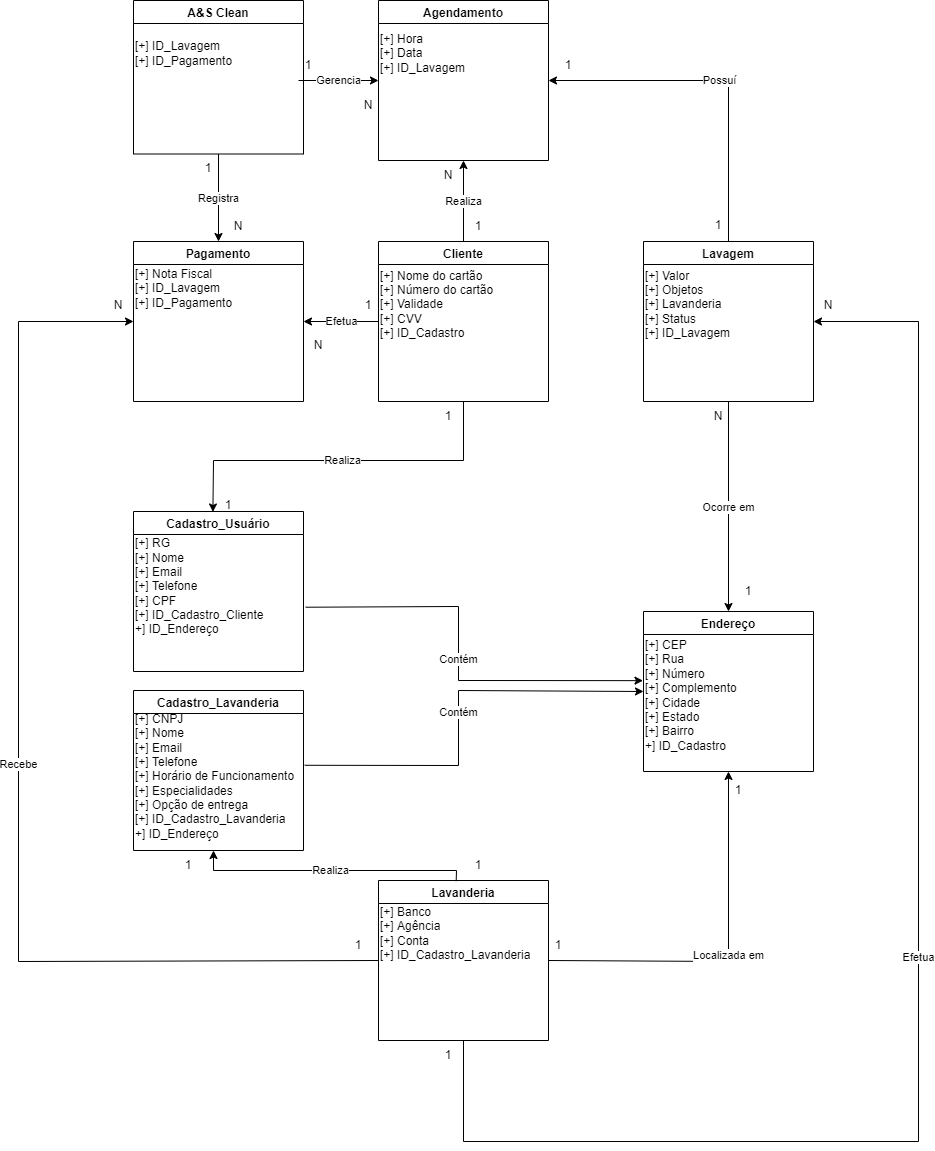 A&S Clean
[+] ID_Lavagem
[+] ID_Pagamento
Agendamento
[+] Hora
[+] Data
[+] ID_Lavagem
1
Gerencia
N
1
Possuí
1
Registra
N
N
Realiza
1
1
Pagamento
[+] Nota Fiscal
[+] ID_Lavagem
[+] ID_Pagamento
Cliente
[+] Nome do cartão
[+] Número do cartão
[+] Validade
[+] CVV
[+] ID_Cadastro
Lavagem
[+] Valor
[+] Objetos
[+] Lavanderia
[+] Status
[+] ID_Lavagem
N
1
Efetua
N
N
1
Realiza
1
N
Ocorre em
1
Cadastro_Usuário
[+] RG
[+] Nome
[+] Email
[+] Telefone
[+] CPF
[+] ID_Cadastro_Cliente
+] ID_Endereço
Contém
Endereço
[+] CEP
[+] Rua
[+] Número
[+] Complemento
[+] Cidade
[+] Estado
[+] Bairro
+] ID_Cadastro
Cadastro_Lavanderia
[+] CNPJ
[+] Nome
[+] Email
[+] Telefone
[+] Horário de Funcionamento
[+] Especialidades
[+] Opção de entrega
[+] ID_Cadastro_Lavanderia
+] ID_Endereço
Contém
Recebe
1
1
Realiza
1
Lavanderia
[+] Banco
[+] Agência
[+] Conta
[+] ID_Cadastro_Lavanderia
1
1
Localizada em
Efetua
1